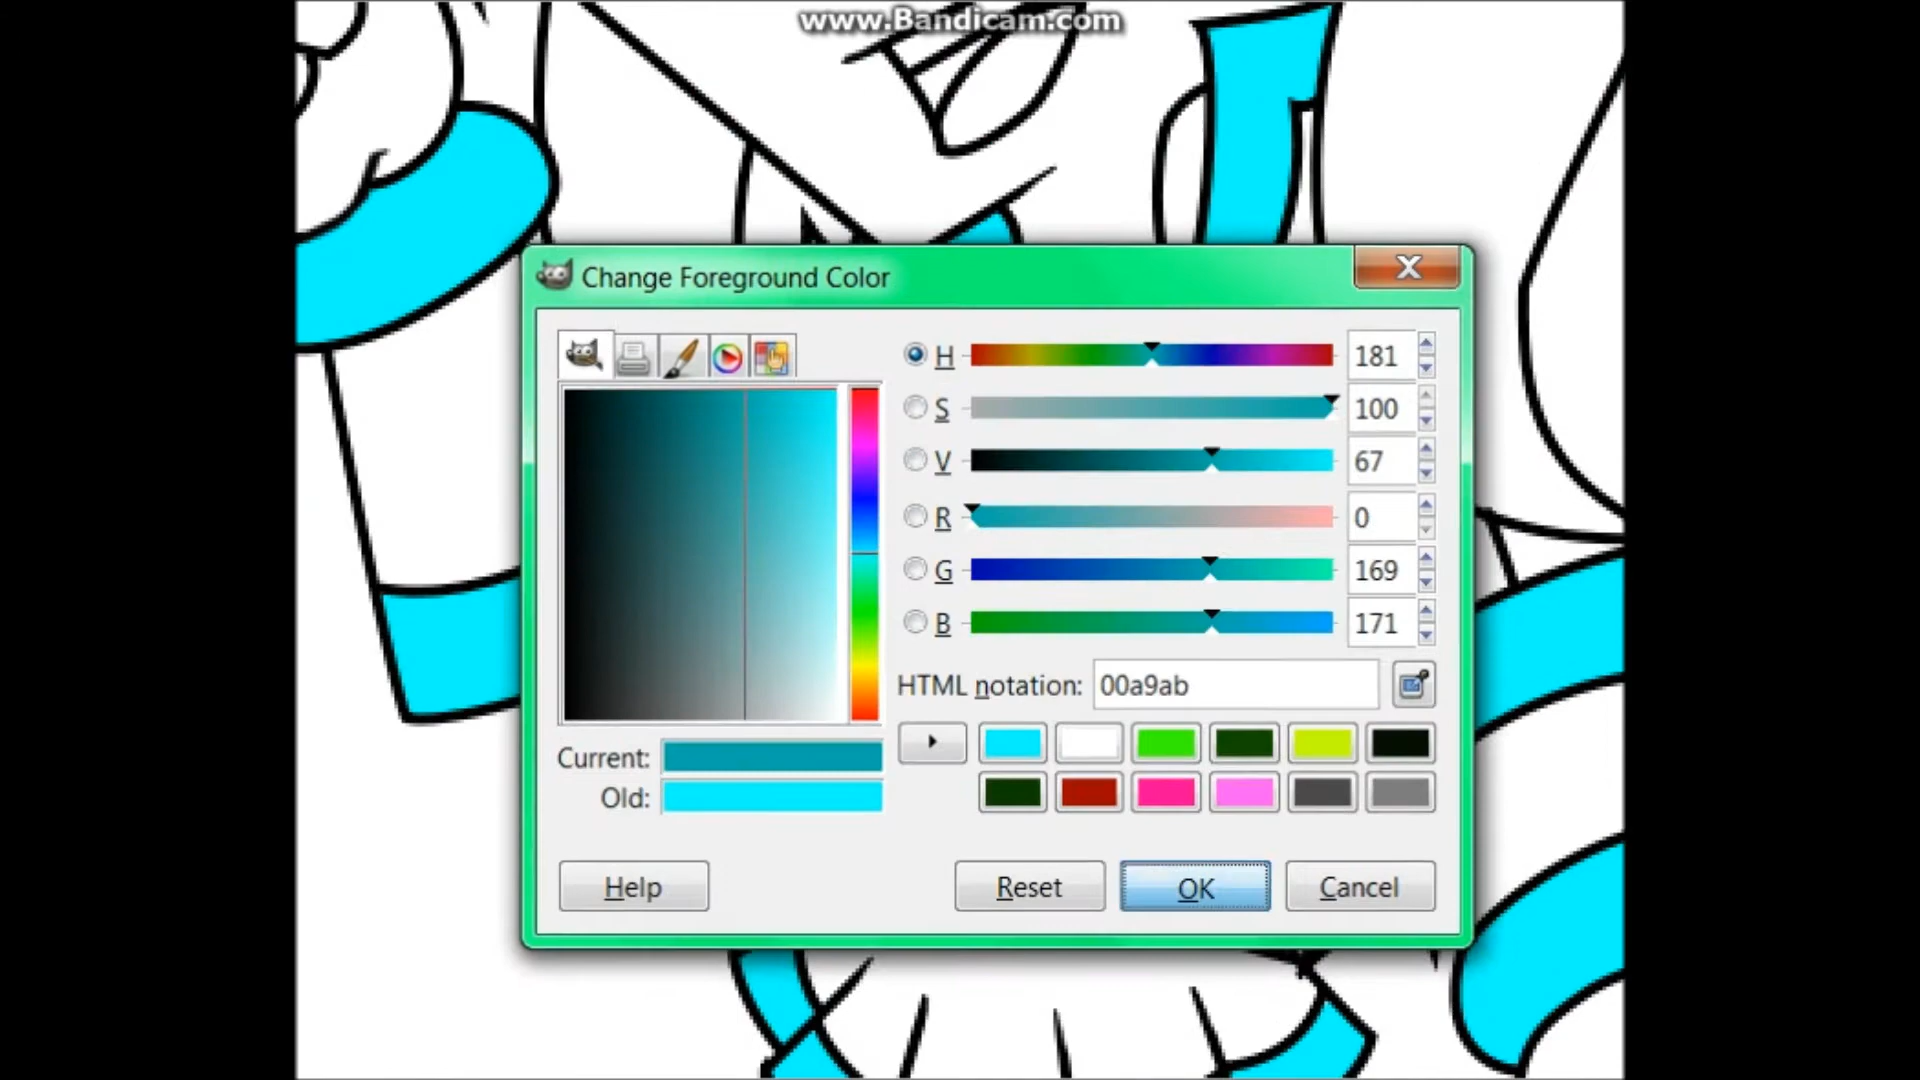 www.Bandicam.com
Change Foreground Color
X
H 181
S 100
V 67
R 0
G 169
B 171
HTML notation: 00a9ab
Current:
Old:
Help Reset OK Cancel